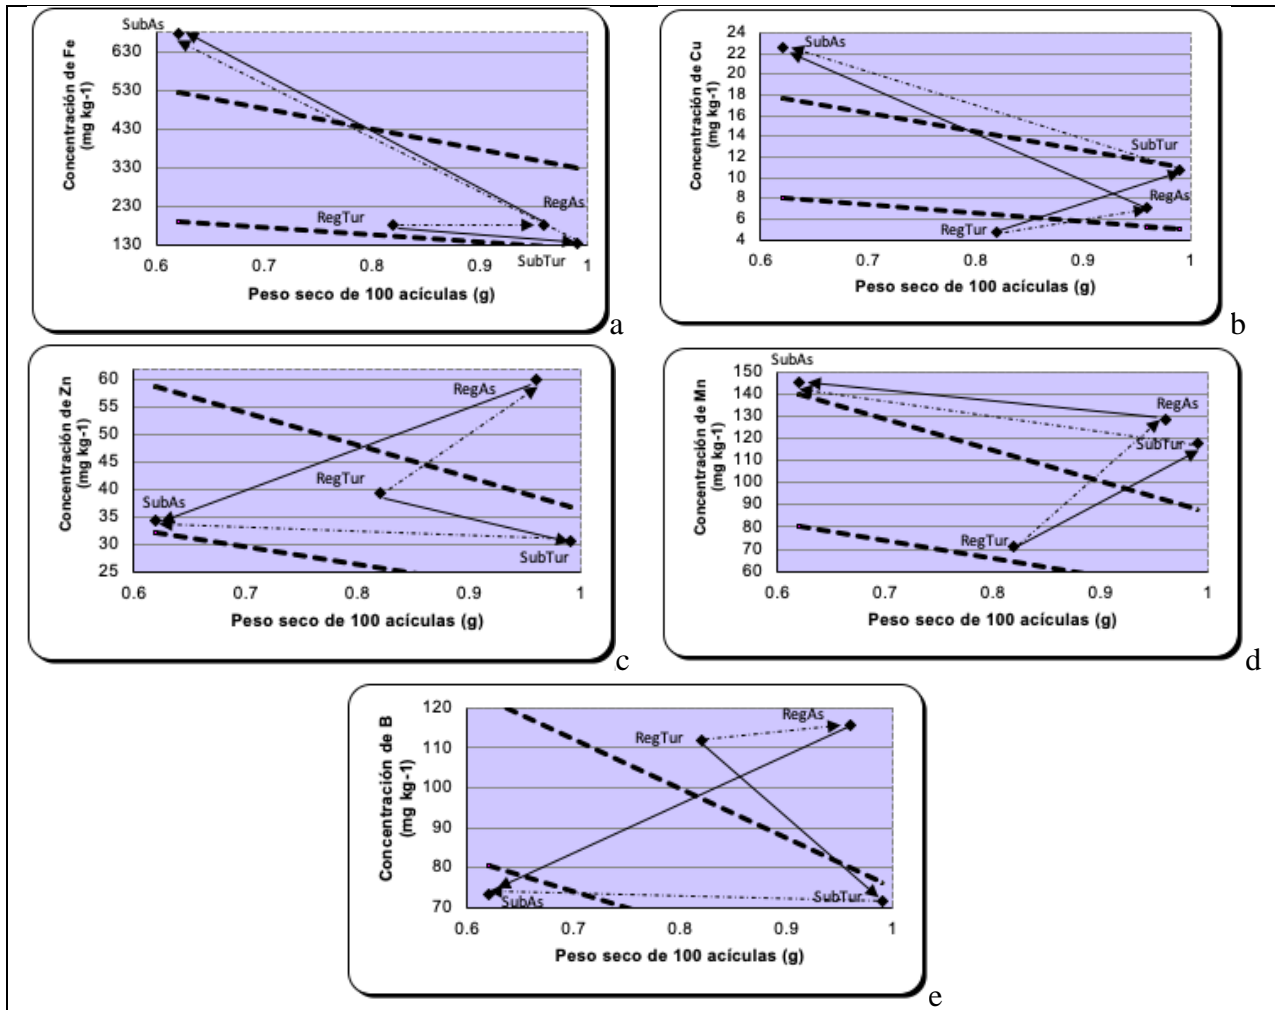 SubAs
630
530
430
330
230
130
Concentración de Fe
(mg kg-1)
RegTur
RegAs
SubTur
0.6
0.7
0.8
0.9
1
Peso seco de 100 acículas (g)
a
24
22
20
18
16
14
12
10
8
6
4
Concentración de Cu
(mg kg-1)
SubAs
SubTur
RegAs
RegTur
0.6
0.7
0.8
0.9
1
Peso seco de 100 acículas (g)
b
60
55
50
45
40
35
30
25
Concentración de Zn
(mg kg-1)
RegAs
RegTur
SubAs
SubTur
0.6
0.7
0.8
0.9
1
Peso seco de 100 acículas (g)
c
SubAs
150
140
130
120
110
100
90
80
70
60
Concentración de Mn
(mg kg-1)
RegAs
SubTur
RegTur
0.6
0.7
0.8
0.9
1
Peso seco de 100 acículas (g)
d
120
110
100
90
80
70
Concentración de B
(mg kg-1)
RegAs
RegTur
SubAs
SubTur
0.6
0.7
0.8
0.9
1
Peso seco de 100 acículas (g)
e